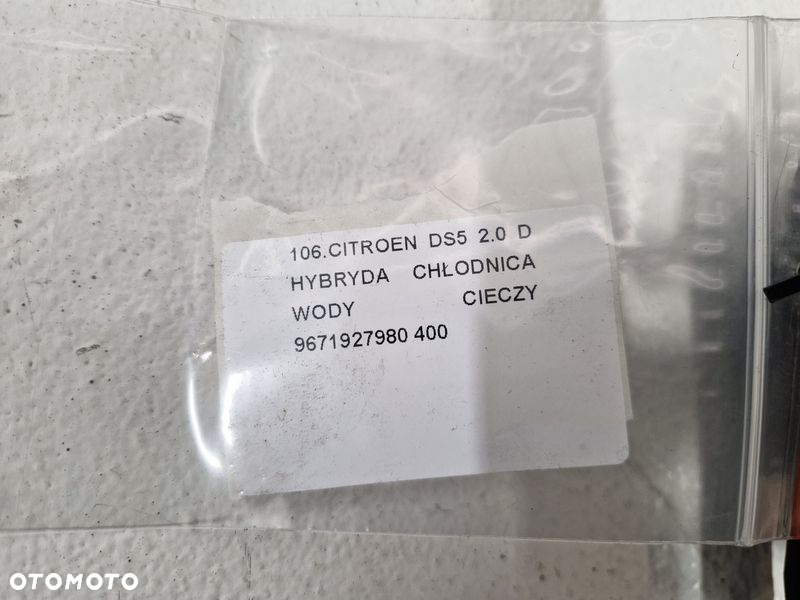 106.CITROEN DS5 2.0 D
HYBRYDA CHŁODNICA
WODY CIECZY
9671927980 400
OTOMOTO